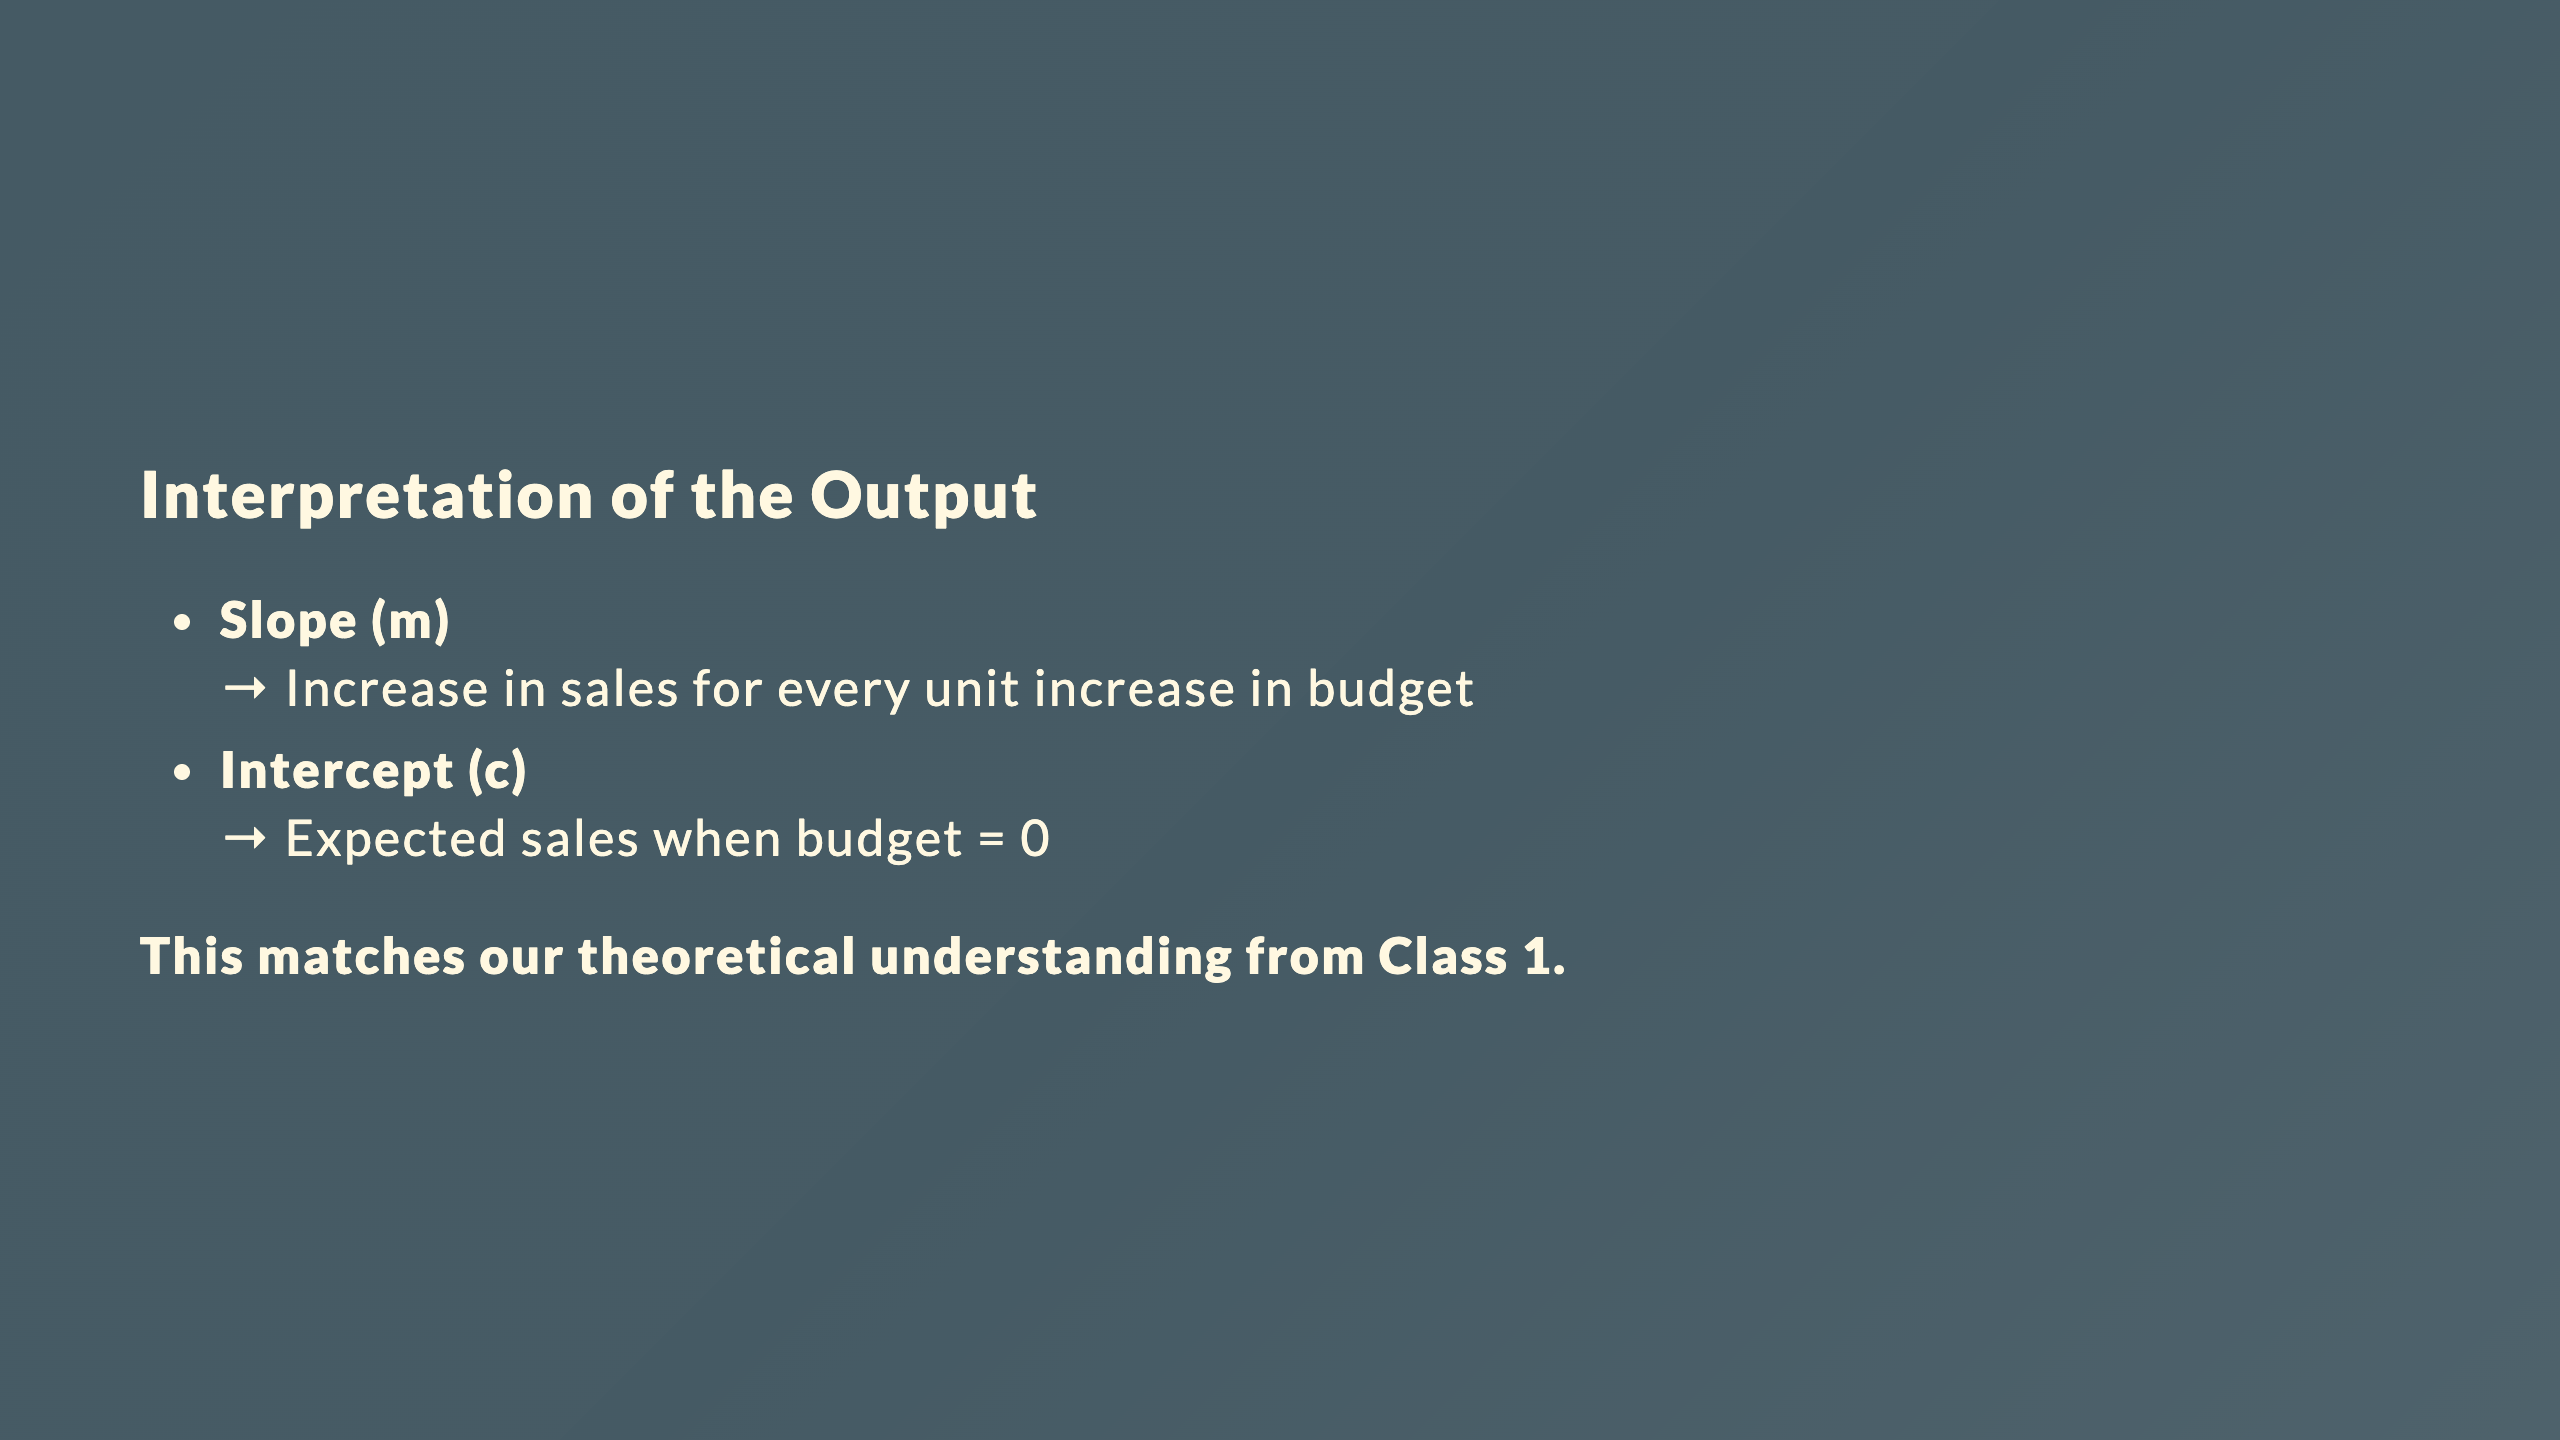 Interpretation of the Output
• Slope (m)
→ Increase in sales for every unit increase in budget
• Intercept (c)
→ Expected sales when budget = 0
This matches our theoretical understanding from Class 1.